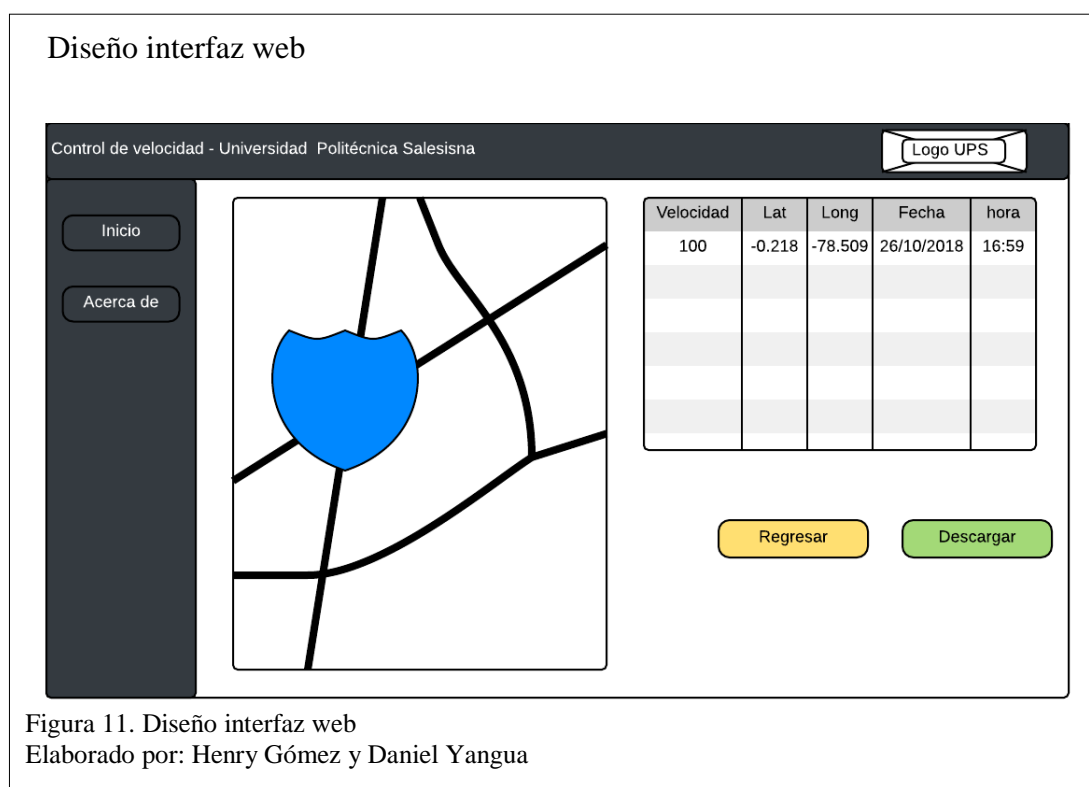 Diseño interfaz web
Control de velocidad - Universidad Politécnica Salesisna
Logo UPS
Inicio
Acerca de
Velocidad Lat Long Fecha hora
100 -0.218 -78.509 26/10/2018 16:59
Regresar
Descargar
Figura 11. Diseño interfaz web
Elaborado por: Henry Gómez y Daniel Yangua